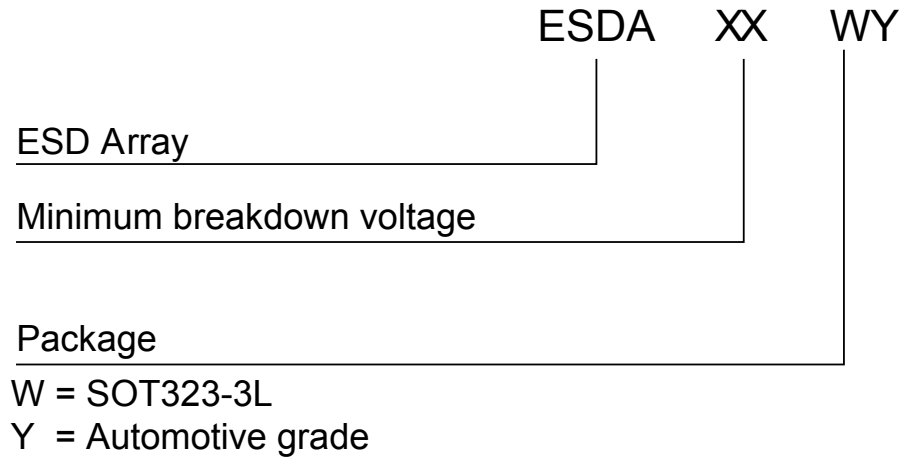 ESDA XX WY
ESD Array
Minimum breakdown voltage
Package
W = SOT323-3L
Y = Automotive grade